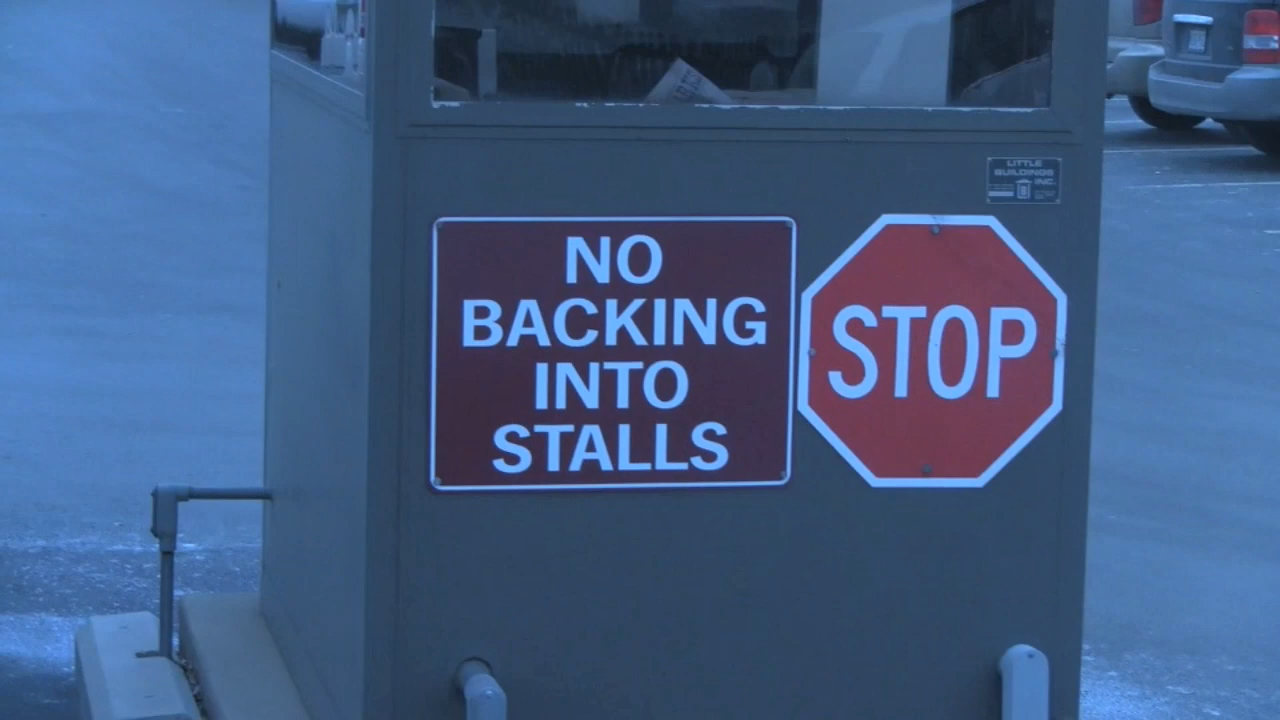 NO
BACKING
INTO
STALLS
STOP
LITTLE
BUILDINGS
INC.